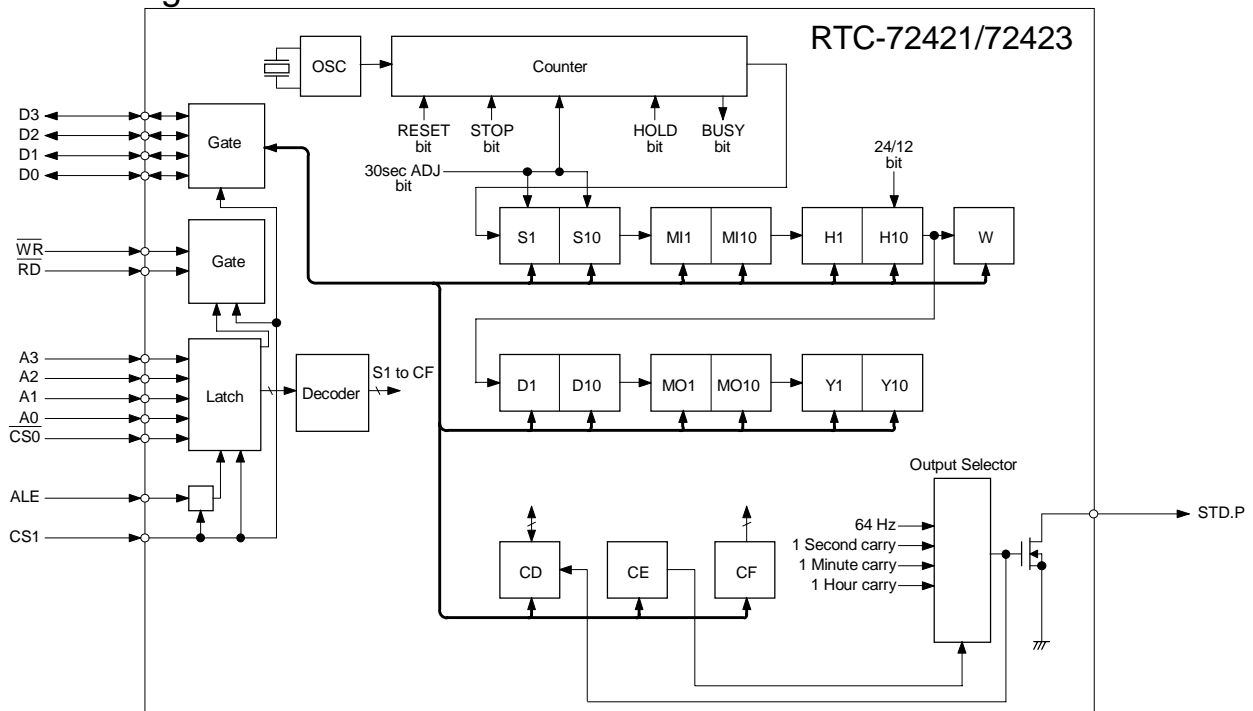 RTC-72421/72423
OSC
Counter
D3
D2
D1
D0
Gate
RESET
bit
STOP
bit
HOLD
bit
BUSY
bit
30sec ADJ
bit
24/12
bit
WR
RD
Gate
S1
S10
MI1
MI10
H1
H10
W
A3
A2
A1
A0
CS0
Latch
Decoder
S1 to CF
D1
D10
MO1
MO10
Y1
Y10
ALE
CS1
Output Selector
64 Hz
1 Second carry
1 Minute carry
1 Hour carry
STD.P
CD
CE
CF